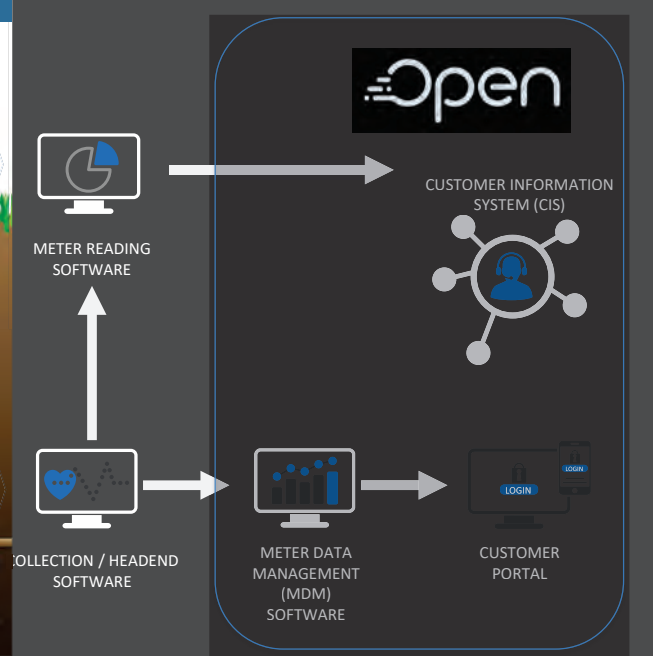 Open
CUSTOMER INFORMATION
SYSTEM (CIS)
METER READING
SOFTWARE
COLLECTION / HEADEND
SOFTWARE
METER DATA
MANAGEMENT
(MDM)
SOFTWARE
LOGIN
LOGIN
CUSTOMER
PORTAL